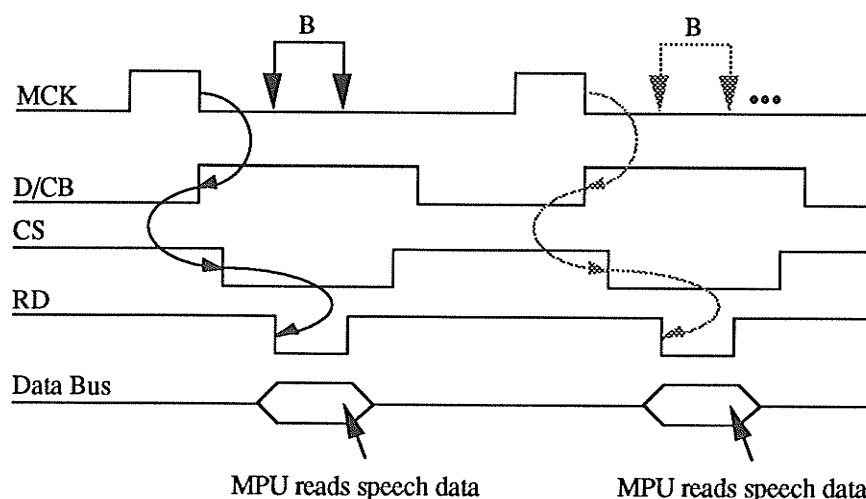 B B
MCK
D/CB
CS
RD
Data Bus
MPU reads speech data MPU reads speech data